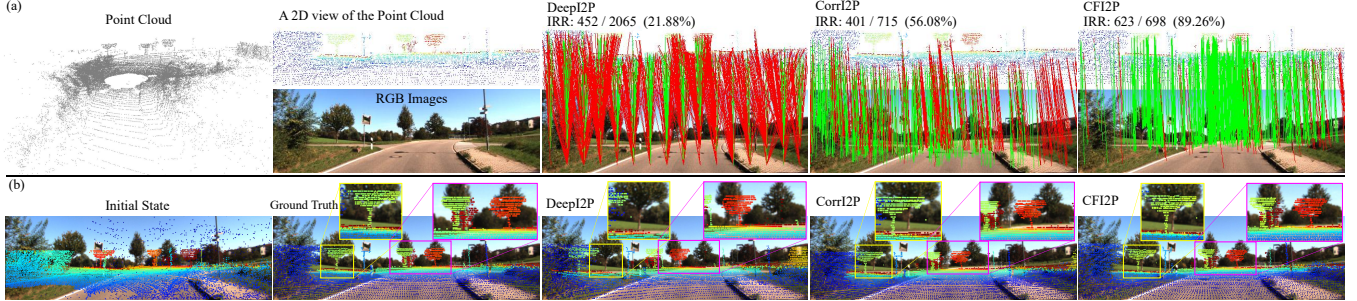 (a)
Point Cloud
A 2D view of the Point Cloud
RGB Images
DeepI2P
IRR: 452 / 2065 (21.88%)
CorrI2P
IRR: 401 / 715 (56.08%)
CFI2P
IRR: 623 / 698 (89.26%)
(b)
Initial State
Ground Truth
DeepI2P
CorrI2P
CFI2P